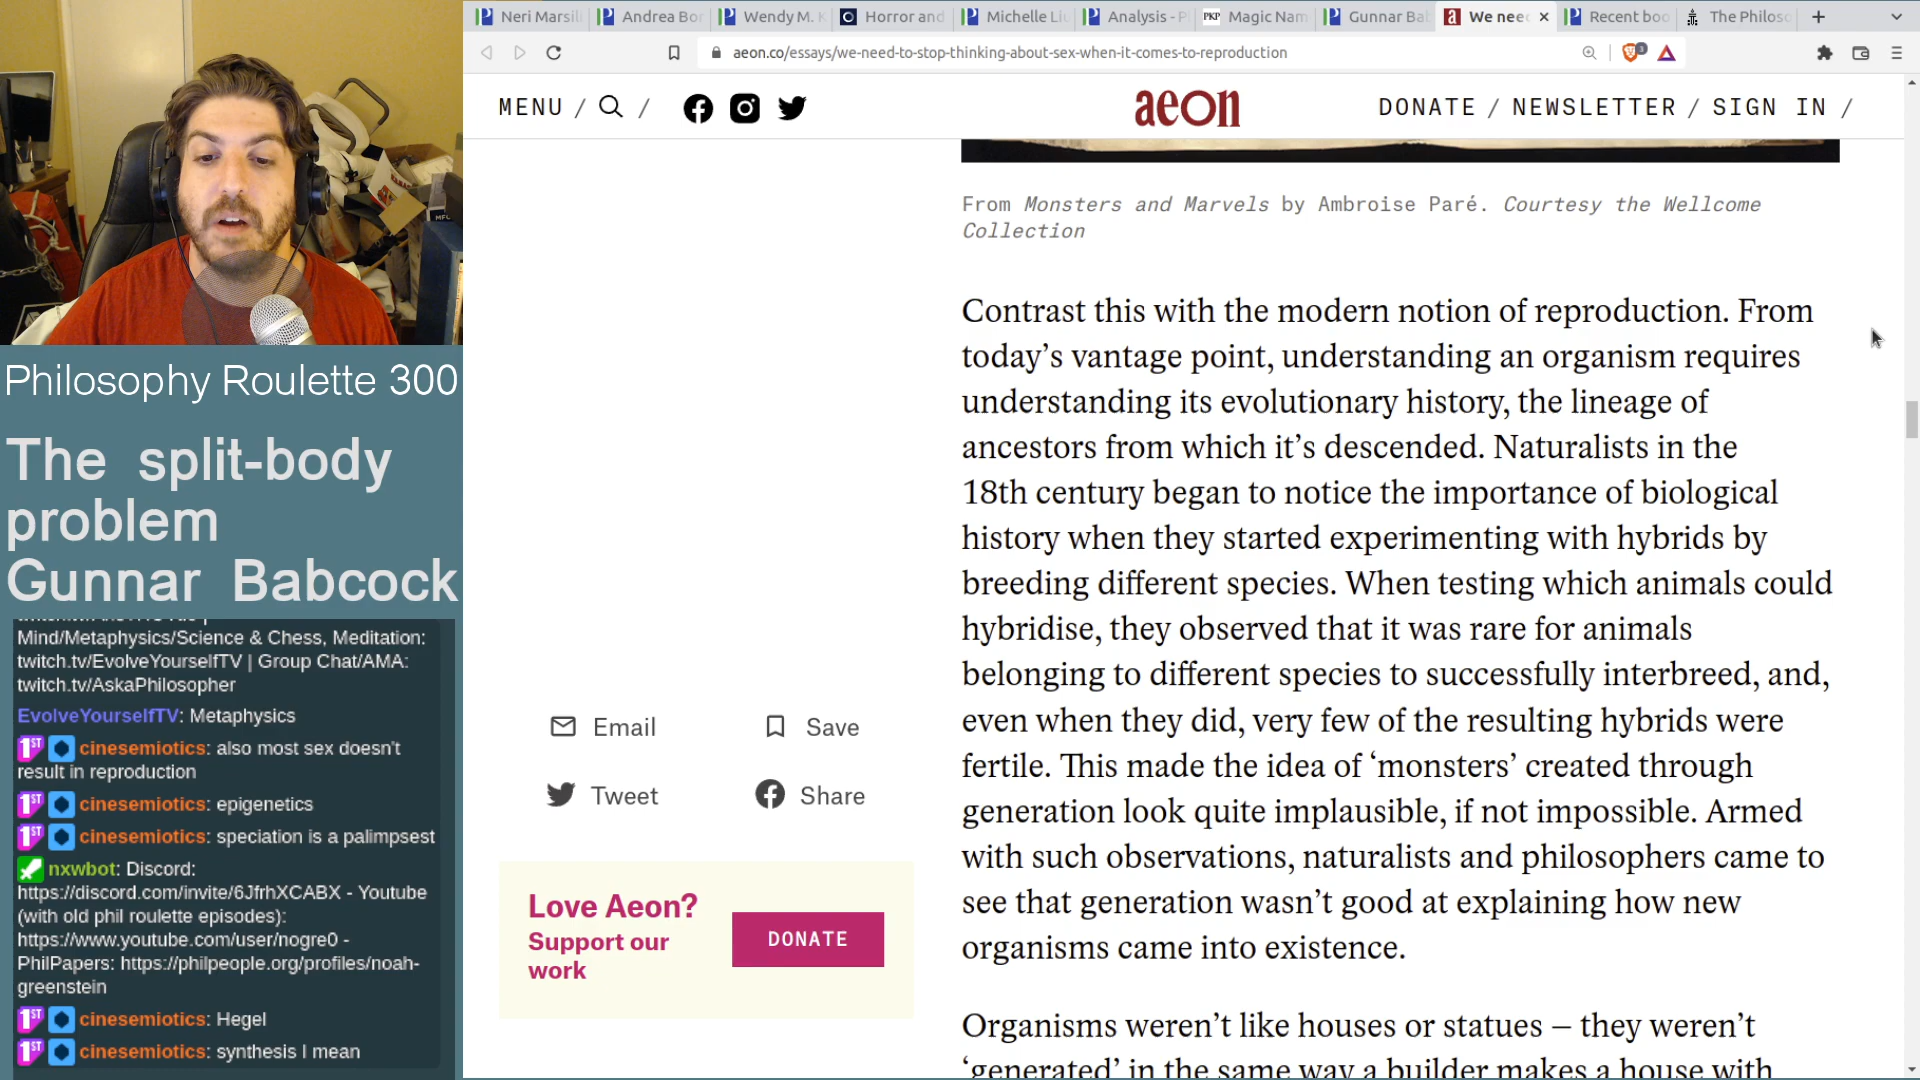 Neri Marsil
Andrea Bor
Wendy M. K
Horror and
Michelle Liu
Analysis - P
Magic Nam
Gunnar Bab
We nee
Recent boo
The Philoso
aeon.co/essays/we-need-to-stop-thinking-about-sex-when-it-comes-to-reproduction
MENU /
/
aeon
DONATE / NEWSLETTER / SIGN IN /
From Monsters and Marvels by Ambroise Paré. Courtesy the Wellcome
Collection
Contrast this with the modern notion of reproduction. From
today’s vantage point, understanding an organism requires
understanding its evolutionary history, the lineage of
ancestors from which it’s descended. Naturalists in the
18th century began to notice the importance of biological
history when they started experimenting with hybrids by
breeding different species. When testing which animals could
hybridise, they observed that it was rare for animals
belonging to different species to successfully interbreed, and,
even when they did, very few of the resulting hybrids were
fertile. This made the idea of ‘monsters’ created through
generation look quite implausible, if not impossible. Armed
with such observations, naturalists and philosophers came to
see that generation wasn’t good at explaining how new
organisms came into existence.
Organisms weren’t like houses or statues – they weren’t
‘generated’ in the same way a builder makes a house with
Email
Save
Tweet
Share
Love Aeon?
Support our
work
DONATE
Philosophy Roulette 300
The split-body
problem
Gunnar Babcock
Mind/Metaphysics/Science & Chess, Meditation:
twitch.tv/EvolveYourselfTV | Group Chat/AMA:
twitch.tv/AskaPhilosopher
EvolveYourselfTV: Metaphysics
1ST cinesemiotics: also most sex doesn't
result in reproduction
1ST cinesemiotics: epigenetics
1ST cinesemiotics: speciation is a palimpsest
nxwbot: Discord:
https://discord.com/invite/6JfrhXCABX - Youtube
(with old phil roulette episodes):
https://www.youtube.com/user/nogre0 -
PhilPapers: https://philpeople.org/profiles/noah-
greenstein
1ST cinesemiotics: Hegel
1ST cinesemiotics: synthesis I mean